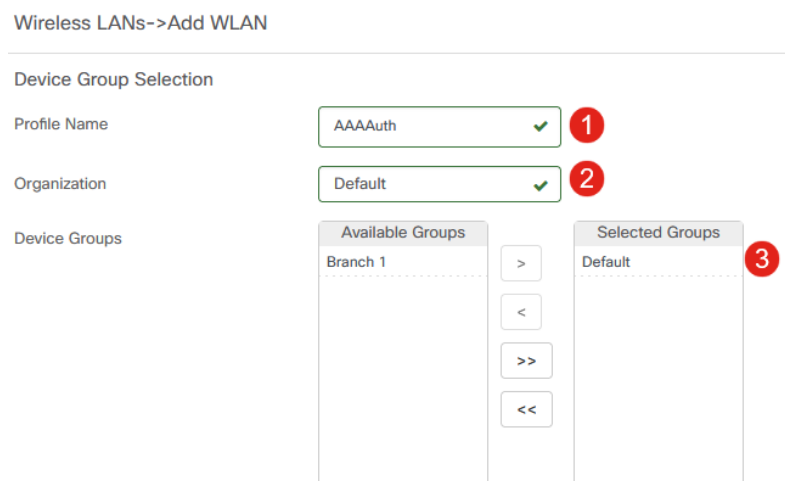 Wireless LANs->Add WLAN
Device Group Selection
Profile Name
AAAAuth
1
Organization
Default
2
Device Groups
Available Groups
Selected Groups
Branch 1
>
Default
3
<
>>
<<